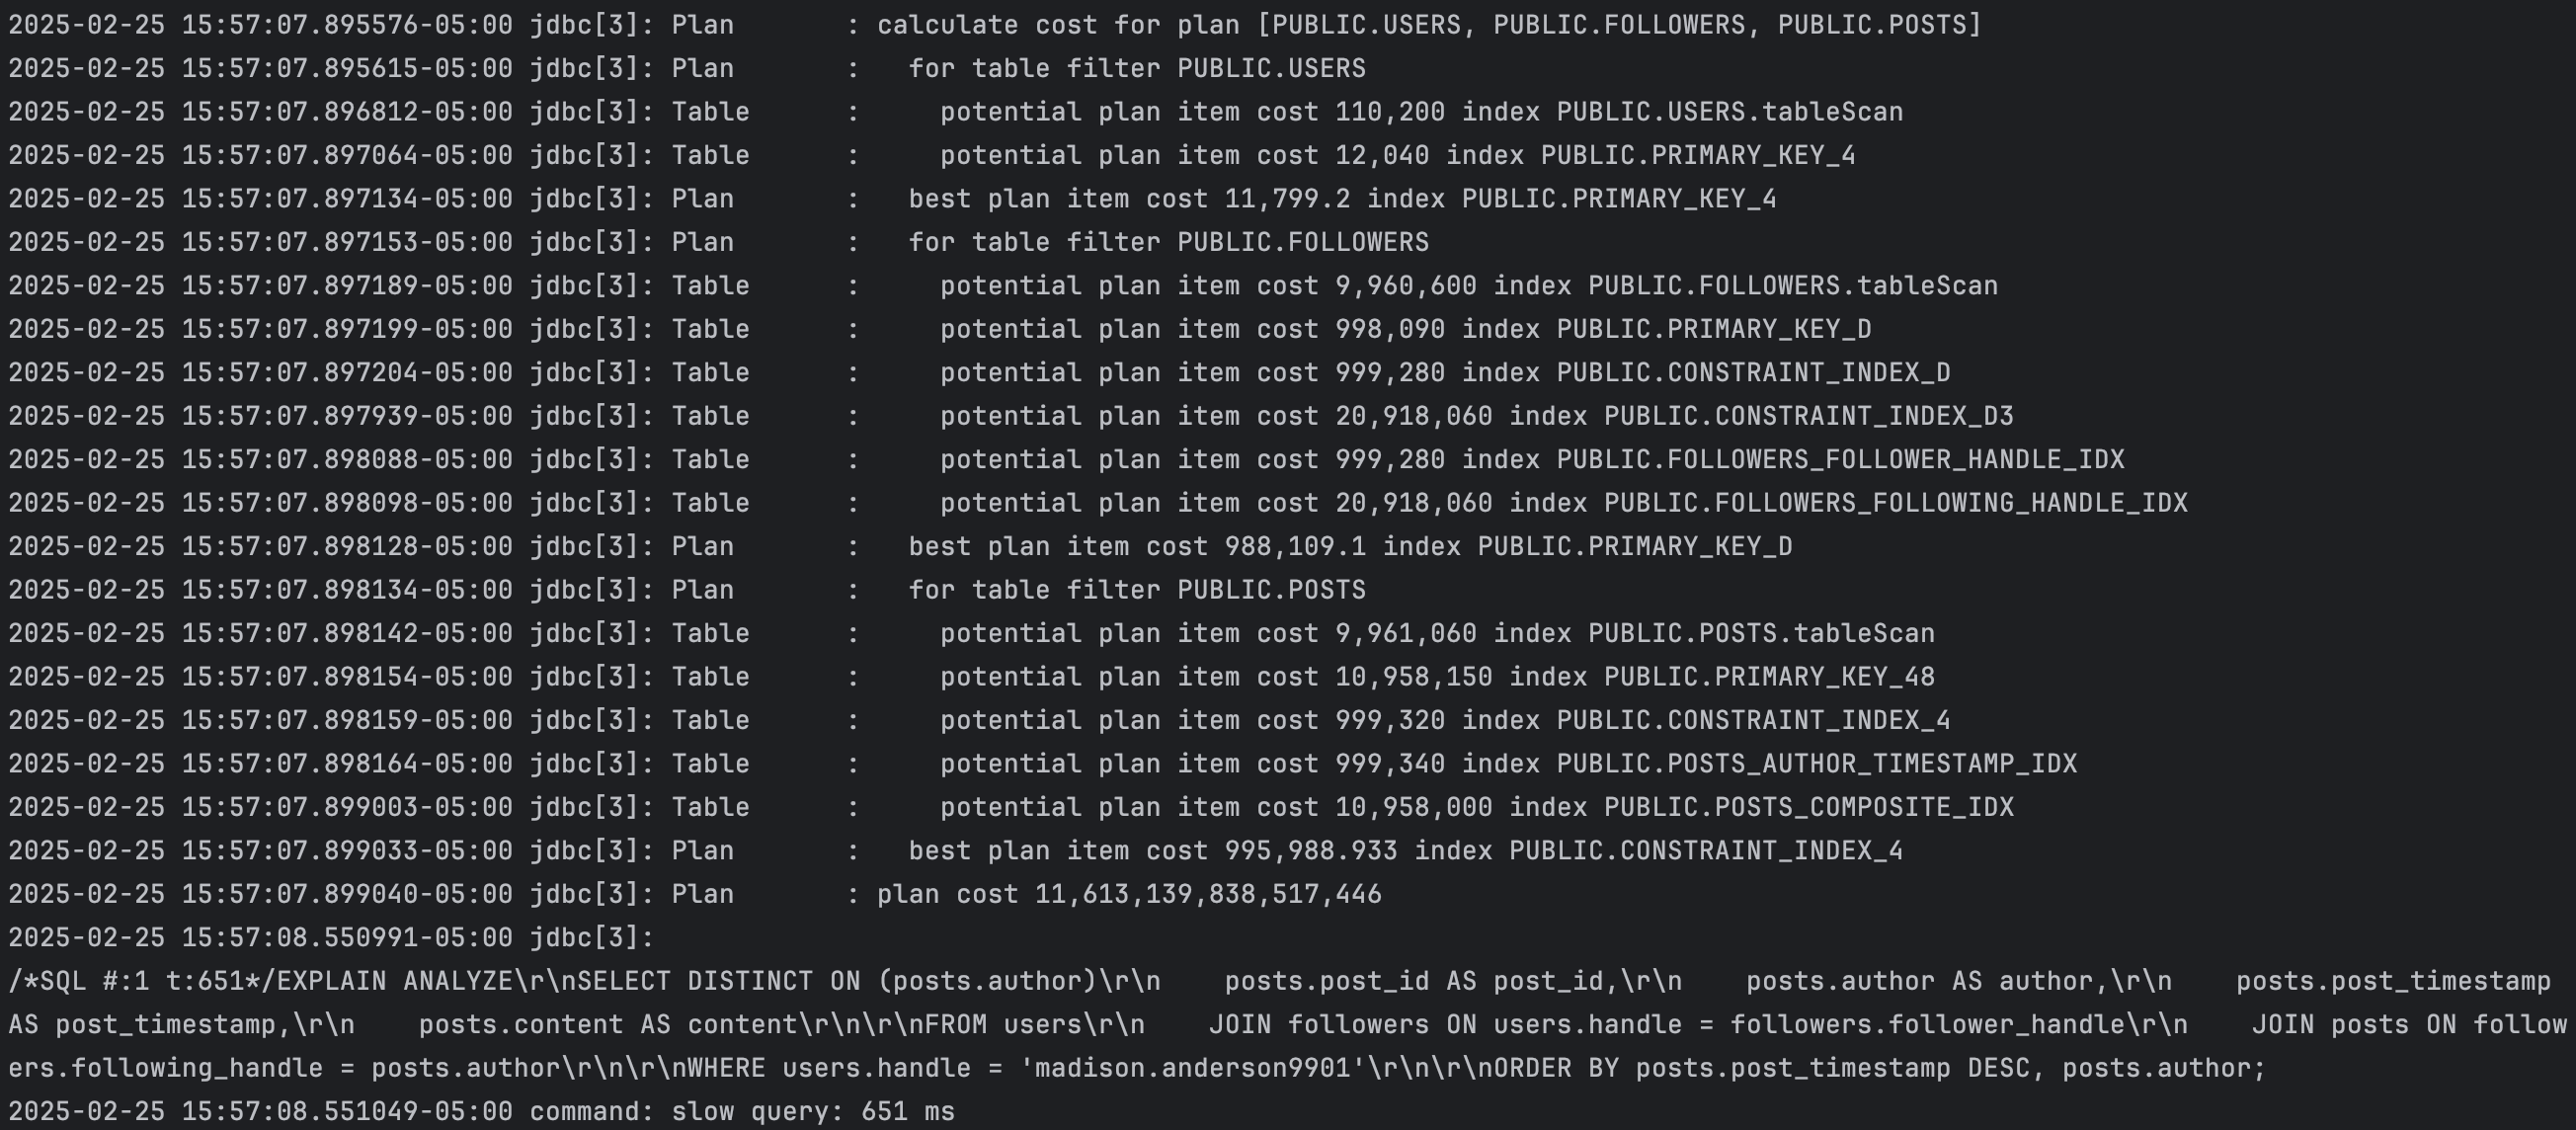 2025-02-25 15:57:07.895576-05:00 jdbc[3]: Plan       : calculate cost for plan [PUBLIC.USERS, PUBLIC.FOLLOWERS, PUBLIC.POSTS]
2025-02-25 15:57:07.895615-05:00 jdbc[3]: Plan       :   for table filter PUBLIC.USERS
2025-02-25 15:57:07.896812-05:00 jdbc[3]: Table      :     potential plan item cost 110,200 index PUBLIC.USERS.tableScan
2025-02-25 15:57:07.897064-05:00 jdbc[3]: Table      :     potential plan item cost 12,040 index PUBLIC.PRIMARY_KEY_4
2025-02-25 15:57:07.897134-05:00 jdbc[3]: Plan       :   best plan item cost 11,799.2 index PUBLIC.PRIMARY_KEY_4
2025-02-25 15:57:07.897153-05:00 jdbc[3]: Plan       :   for table filter PUBLIC.FOLLOWERS
2025-02-25 15:57:07.897189-05:00 jdbc[3]: Table      :     potential plan item cost 9,960,600 index PUBLIC.FOLLOWERS.tableScan
2025-02-25 15:57:07.897199-05:00 jdbc[3]: Table      :     potential plan item cost 998,090 index PUBLIC.PRIMARY_KEY_D
2025-02-25 15:57:07.897204-05:00 jdbc[3]: Table      :     potential plan item cost 999,280 index PUBLIC.CONSTRAINT_INDEX_D
2025-02-25 15:57:07.897939-05:00 jdbc[3]: Table      :     potential plan item cost 20,918,060 index PUBLIC.CONSTRAINT_INDEX_D3
2025-02-25 15:57:07.898088-05:00 jdbc[3]: Table      :     potential plan item cost 999,280 index PUBLIC.FOLLOWERS_FOLLOWER_HANDLE_IDX
2025-02-25 15:57:07.898098-05:00 jdbc[3]: Table      :     potential plan item cost 20,918,060 index PUBLIC.FOLLOWERS_FOLLOWING_HANDLE_IDX
2025-02-25 15:57:07.898128-05:00 jdbc[3]: Plan       :   best plan item cost 988,109.1 index PUBLIC.PRIMARY_KEY_D
2025-02-25 15:57:07.898134-05:00 jdbc[3]: Plan       :   for table filter PUBLIC.POSTS
2025-02-25 15:57:07.898142-05:00 jdbc[3]: Table      :     potential plan item cost 9,961,060 index PUBLIC.POSTS.tableScan
2025-02-25 15:57:07.898154-05:00 jdbc[3]: Table      :     potential plan item cost 10,958,150 index PUBLIC.PRIMARY_KEY_48
2025-02-25 15:57:07.898159-05:00 jdbc[3]: Table      :     potential plan item cost 999,320 index PUBLIC.CONSTRAINT_INDEX_4
2025-02-25 15:57:07.898164-05:00 jdbc[3]: Table      :     potential plan item cost 999,340 index PUBLIC.POSTS_AUTHOR_TIMESTAMP_IDX
2025-02-25 15:57:07.899003-05:00 jdbc[3]: Table      :     potential plan item cost 10,958,000 index PUBLIC.POSTS_COMPOSITE_IDX
2025-02-25 15:57:07.899033-05:00 jdbc[3]: Plan       :   best plan item cost 995,988.933 index PUBLIC.CONSTRAINT_INDEX_4
2025-02-25 15:57:07.899040-05:00 jdbc[3]: Plan       : plan cost 11,613,139,838,517,446
2025-02-25 15:57:08.550991-05:00 jdbc[3]:
/*SQL #:1 t:651*/EXPLAIN ANALYZE\r\nSELECT DISTINCT ON (posts.author)\r\n    posts.post_id AS post_id,\r\n    posts.author AS author,\r\n    posts.post_timestamp
AS post_timestamp,\r\n    posts.content AS content\r\n\r\nFROM users\r\n    JOIN followers ON users.handle = followers.follower_handle\r\n    JOIN posts ON follow
ers.following_handle = posts.author\r\n\r\nWHERE users.handle = 'madison.anderson9901'\r\n\r\nORDER BY posts.post_timestamp DESC, posts.author;
2025-02-25 15:57:08.551049-05:00 command: slow query: 651 ms